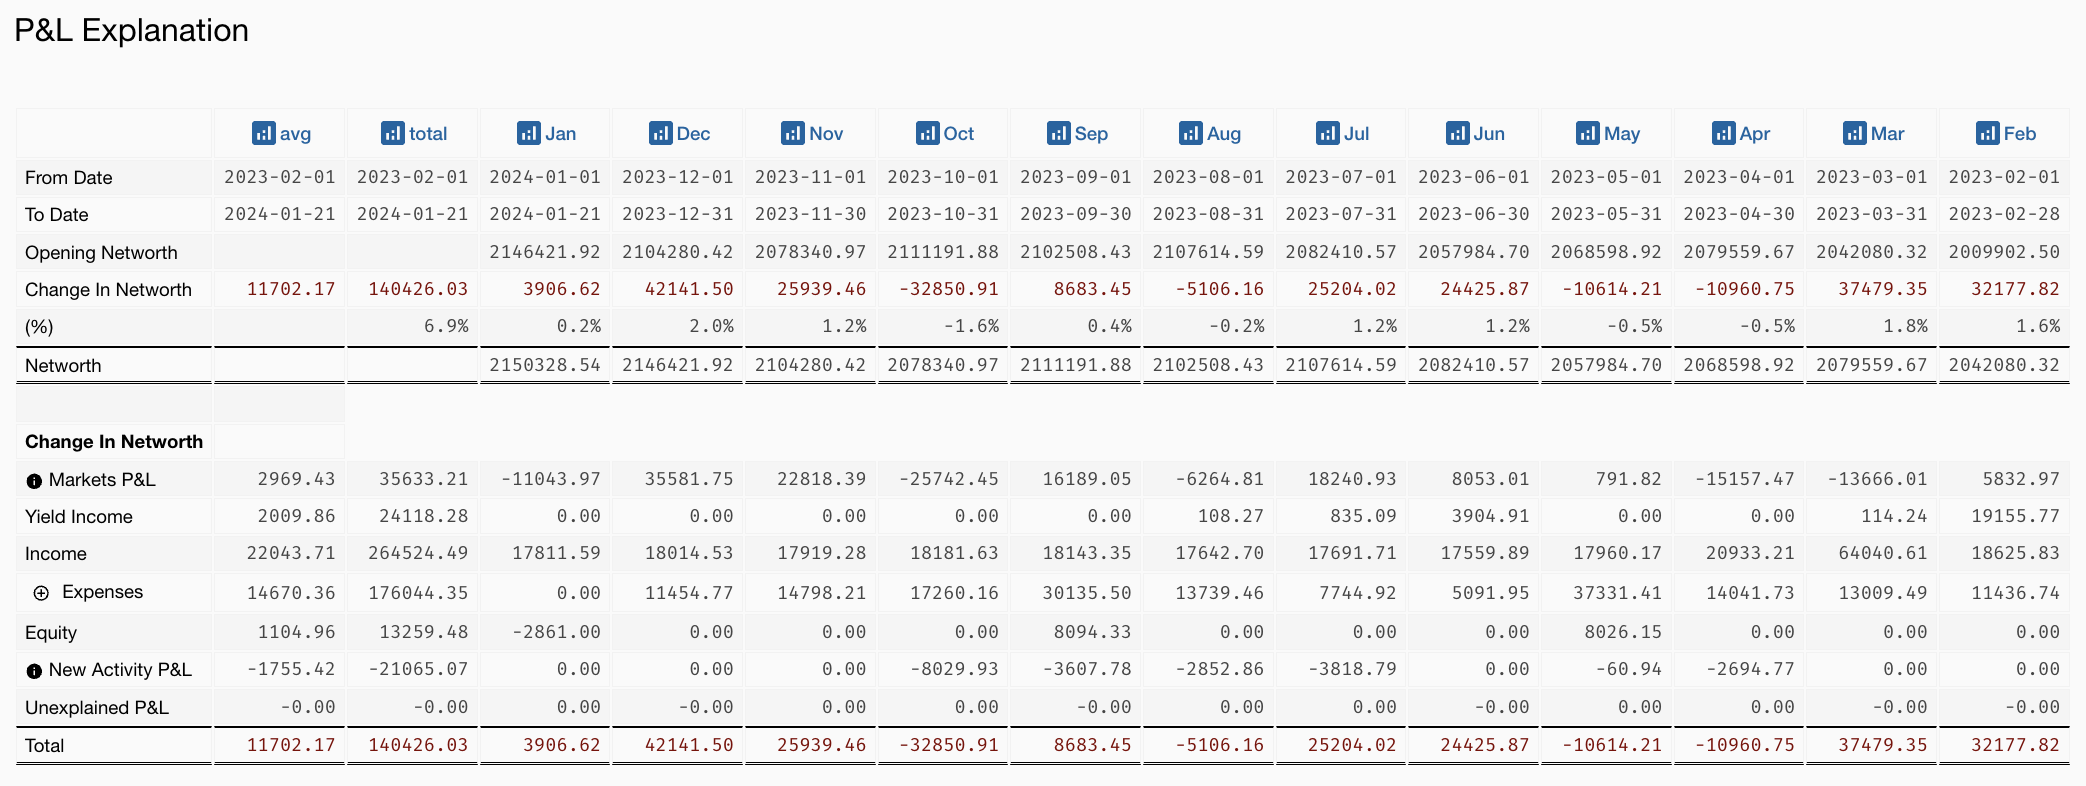 P&L Explanation
avg total Jan Dec Nov Oct Sep Aug Jul Jun May Apr Mar Feb
From Date 2023-02-01 2023-02-01 2024-01-01 2023-12-01 2023-11-01 2023-10-01 2023-09-01 2023-08-01 2023-07-01 2023-06-01 2023-05-01 2023-04-01 2023-03-01 2023-02-01
To Date 2024-01-21 2024-01-21 2024-01-21 2023-12-31 2023-11-30 2023-10-31 2023-09-30 2023-08-31 2023-07-31 2023-06-30 2023-05-31 2023-04-30 2023-03-31 2023-02-28
Opening Networth 2146421.92 2104280.42 2078340.97 2111191.88 2102508.43 2107614.59 2082410.57 2057984.70 2068598.92 2079559.67 2042080.32 2009902.50
Change In Networth 11702.17 140426.03 3906.62 42141.50 25939.46 -32850.91 8683.45 -5106.16 25204.02 24425.87 -10614.21 -10960.75 37479.35 32177.82
(%) 6.9% 0.2% 2.0% 1.2% -1.6% 0.4% -0.2% 1.2% 1.2% -0.5% -0.5% 1.8% 1.6%
Networth 2150328.54 2146421.92 2104280.42 2078340.97 2111191.88 2102508.43 2107614.59 2082410.57 2057984.70 2068598.92 2079559.67 2042080.32
Change In Networth
Markets P&L 2969.43 35633.21 -11043.97 35581.75 22818.39 -25742.45 16189.05 -6264.81 18240.93 8053.01 791.82 -15157.47 -13666.01 5832.97
Yield Income 2009.86 24118.28 0.00 0.00 0.00 0.00 0.00 108.27 835.09 3904.91 0.00 0.00 114.24 19155.77
Income 22043.71 264524.49 17811.59 18014.53 17919.28 18181.63 18143.35 17642.70 17691.71 17559.89 17960.17 20933.21 64040.61 18625.83
Expenses 14670.36 176044.35 0.00 11454.77 14798.21 17260.16 30135.50 13739.46 7744.92 5091.95 37331.41 14041.73 13009.49 11436.74
Equity 1104.96 13259.48 -2861.00 0.00 0.00 0.00 8094.33 0.00 0.00 0.00 8026.15 0.00 0.00 0.00
New Activity P&L -1755.42 -21065.07 0.00 0.00 0.00 -8029.93 -3607.78 -2852.86 -3818.79 0.00 -60.94 -2694.77 0.00 0.00
Unexplained P&L -0.00 -0.00 0.00 -0.00 0.00 0.00 -0.00 0.00 0.00 -0.00 0.00 0.00 -0.00 -0.00
Total 11702.17 140426.03 3906.62 42141.50 25939.46 -32850.91 8683.45 -5106.16 25204.02 24425.87 -10614.21 -10960.75 37479.35 32177.82